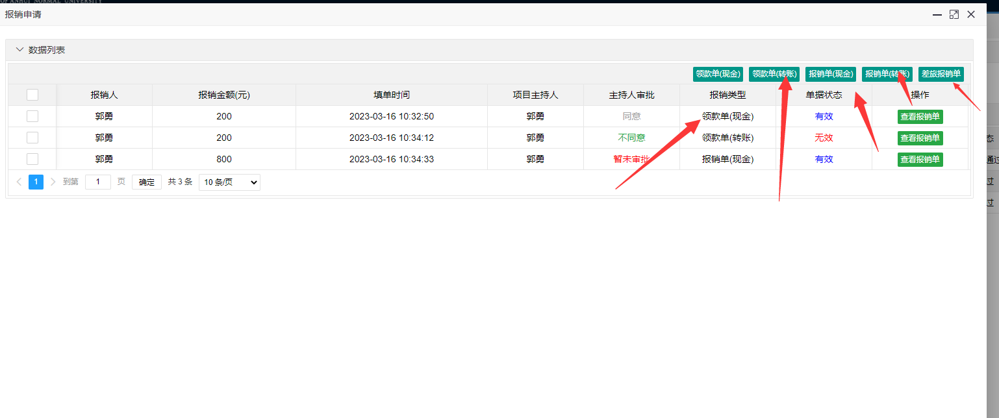 OF ANHUI NORMAL UNIVERSITY
报销申请
数据列表
领款单(现金) 领款单(转账) 报销单(现金) 报销单(转账) 差旅报销单
报销人 报销金额(元) 填单时间 项目主持人 主持人审批 报销类型 单据状态 操作
郭勇 200 2023-03-16 10:32:50 郭勇 同意 领款单(现金) 有效 查看报销单
郭勇 200 2023-03-16 10:34:12 郭勇 不同意 领款单(转账) 无效 查看报销单
态
郭勇 800 2023-03-16 10:34:33 郭勇 暂未审批 报销单(现金) 有效 查看报销单
通过
1 到第 1 页 确定 共 3 条 10 条/页
过
过